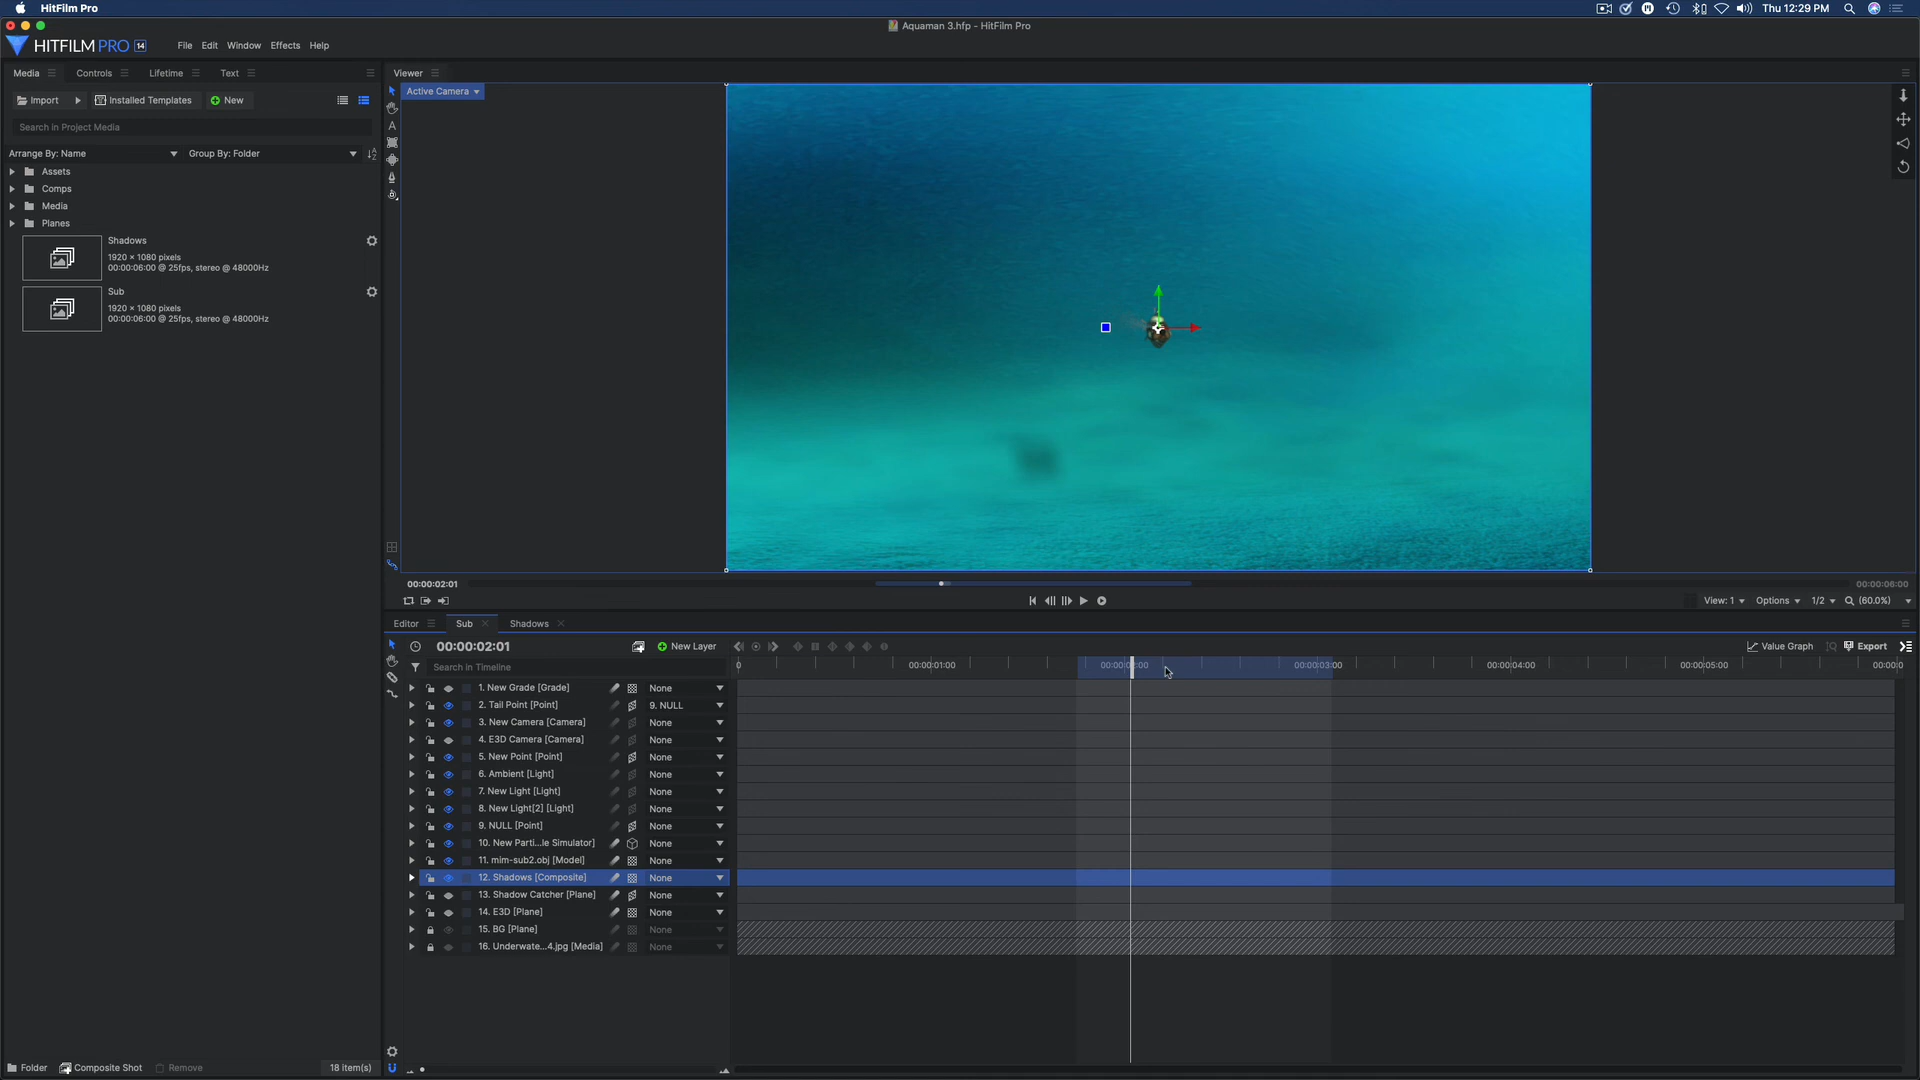 HitFilm Pro
Thu 12:29 PM
Aquaman 3.hfp - HitFilm Pro
HITFILM PRO 14
File Edit Window Effects Help
Media Controls Lifetime Text
Viewer
Import Installed Templates New
Active Camera
Search in Project Media
Arrange By: Name Group By: Folder
Assets
Comps
Media
Planes
Shadows
1920 × 1080 pixels
00:00:06:00 @ 25fps, stereo @ 48000Hz
Sub
1920 × 1080 pixels
00:00:06:00 @ 25fps, stereo @ 48000Hz
00:00:02:01
00:00:06:00
View: 1 Options 1/2 (60.0%)
Editor Sub Shadows
00:00:02:01 New Layer
Value Graph Export
Search in Timeline
0 00:00:01:00 00:00:02:00 00:00:03:00 00:00:04:00 00:00:05:00 00:00:0
1. New Grade [Grade] None
2. Tail Point [Point] 9. NULL
3. New Camera [Camera] None
4. E3D Camera [Camera] None
5. New Point [Point] None
6. Ambient [Light] None
7. New Light [Light] None
8. New Light[2] [Light] None
9. NULL [Point] None
10. New Parti...le Simulator] None
11. mim-sub2.obj [Model] None
12. Shadows [Composite] None
13. Shadow Catcher [Plane] None
14. E3D [Plane] None
15. BG [Plane] None
16. Underwate...4.jpg [Media] None
Folder Composite Shot Remove 18 item(s)